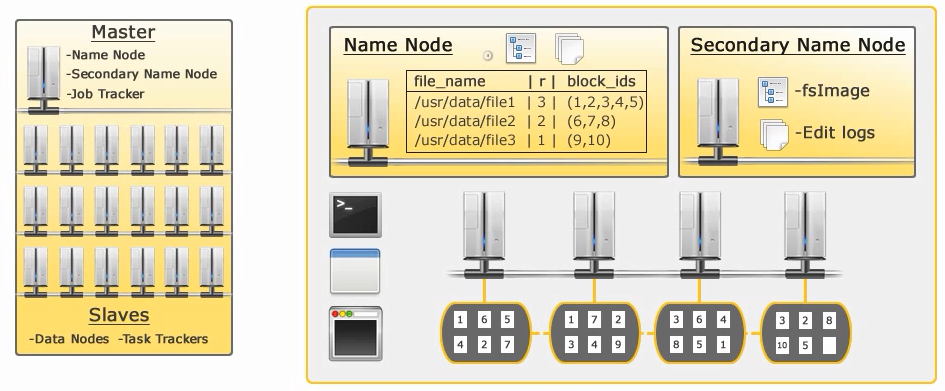 Master
-Name Node
-Secondary Name Node
-Job Tracker
Slaves
-Data Nodes -Task Trackers
Name Node
file_name | r | block_ids
/usr/data/file1 | 3 | (1,2,3,4,5)
/usr/data/file2 | 2 | (6,7,8)
/usr/data/file3 | 1 | (9,10)
Secondary Name Node
-fsImage
-Edit logs
>_
1 6 5
4 2 7
1 7 2
3 4 9
3 6 4
8 5 1
3 2 8
10 5